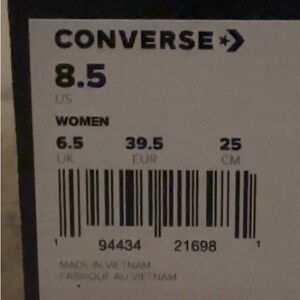 CONVERSE
8.5
US
WOMEN
6.5 39.5 25
UK EUR CM
1 94434 21698 1
MADE IN VIETNAM
FABRIQUÉ AU VIETNAM